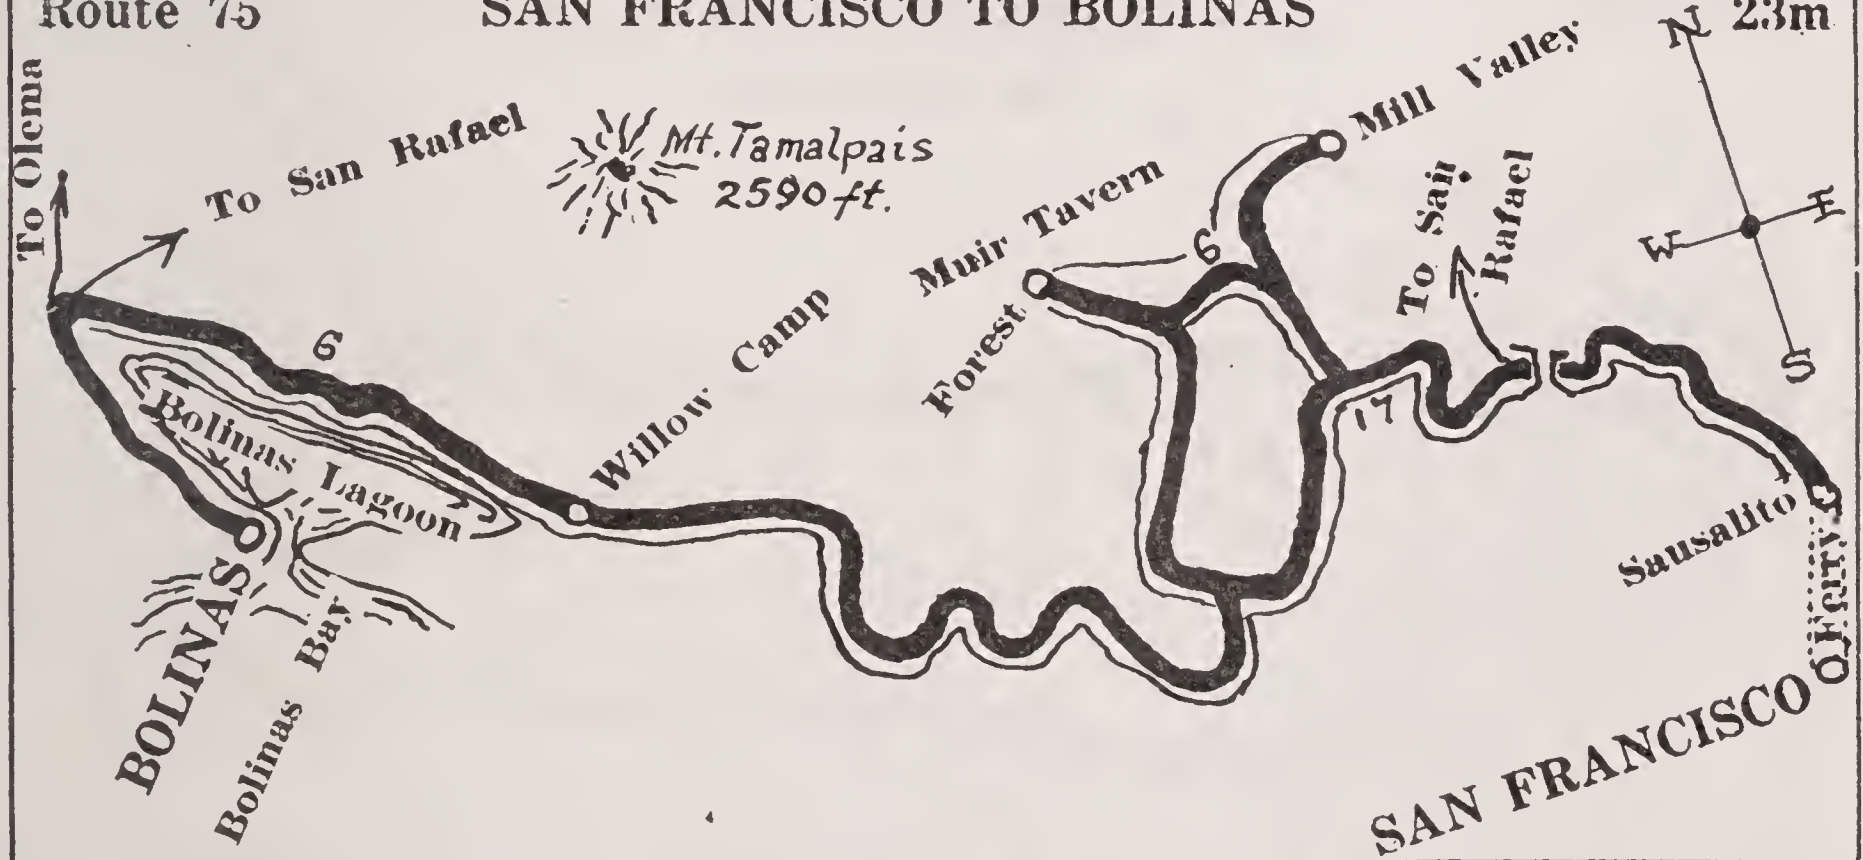 Route 75
SAN FRANCISCO TO BOLINAS
23m
N
E
W
S
To Olema
To San Rafael
Mt. Tamalpais
2590 ft.
Mill Valley
Muir Tavern
Forest
6
To San
Rafael
6
Willow Camp
17
Bolinas Lagoon
BOLINAS
Bolinas Bay
Sausalito
Ferry
SAN FRANCISCO